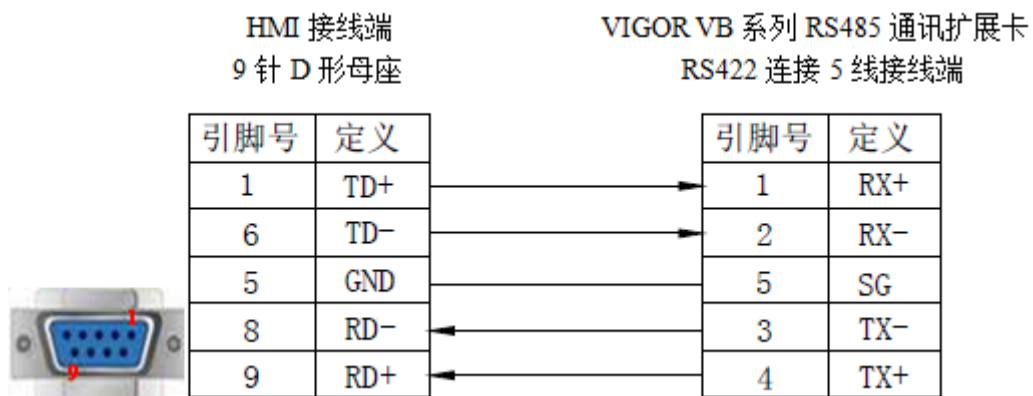 HMI 接线端 VIGOR VB 系列 RS485 通讯扩展卡
9 针 D 形母座 RS422 连接 5 线接线端
引脚号 定义 引脚号 定义
1 TD+ 1 RX+
6 TD- 2 RX-
5 GND 5 SG
1
8 RD- 3 TX-
9
9 RD+ 4 TX+